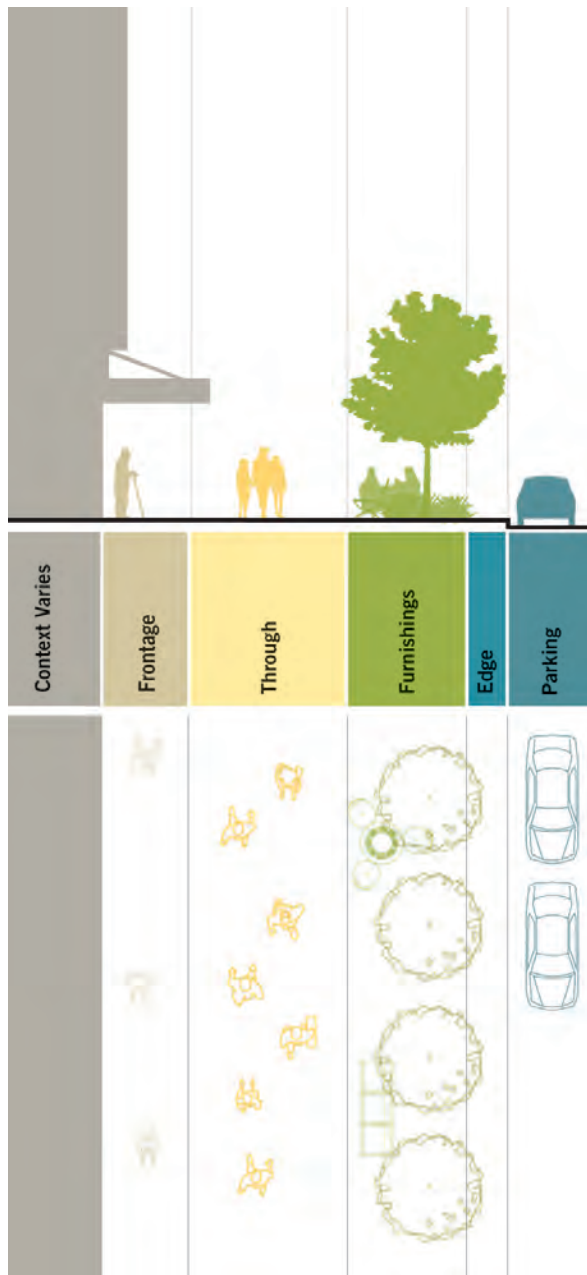 Context Varies
Frontage
Through
Furnishings
Edge
Parking